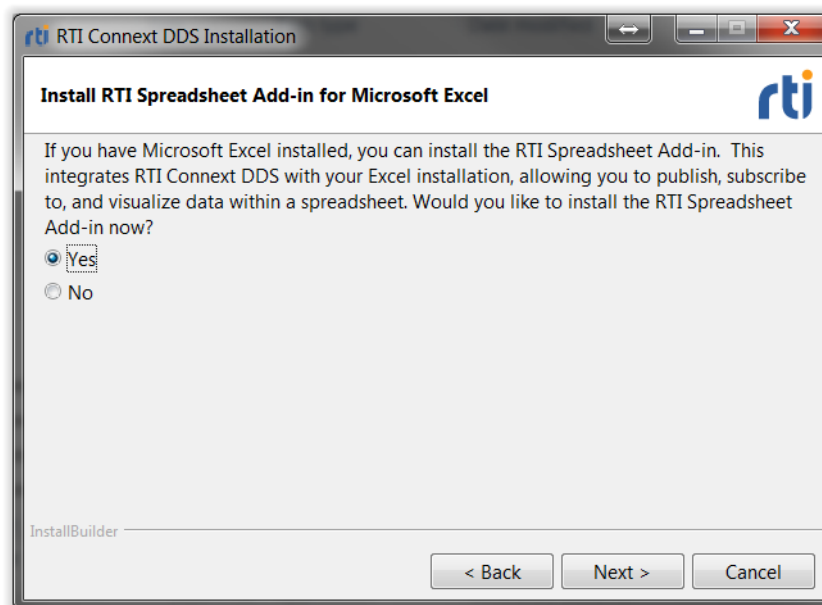 rti RTI Connext DDS Installation
Install RTI Spreadsheet Add-in for Microsoft Excel
rti
If you have Microsoft Excel installed, you can install the RTI Spreadsheet Add-in. This
integrates RTI Connext DDS with your Excel installation, allowing you to publish, subscribe
to, and visualize data within a spreadsheet. Would you like to install the RTI Spreadsheet
Add-in now?
Yes
No
InstallBuilder
< Back Next > Cancel